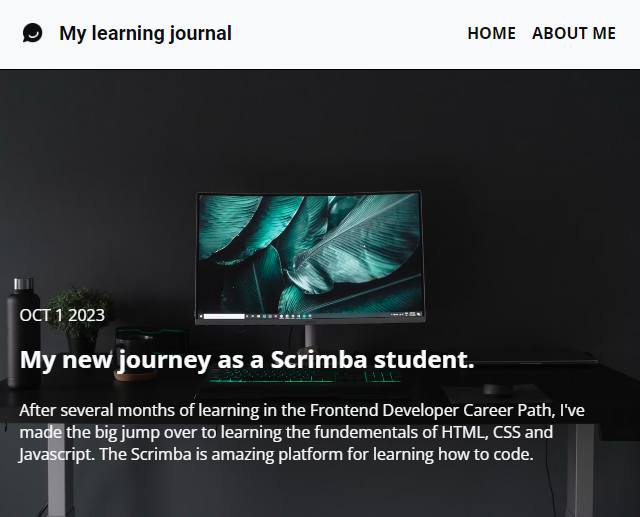 My learning journal
HOME ABOUT ME
OCT 1 2023
My new journey as a Scrimba student.
After several months of learning in the Frontend Developer Career Path, I've
made the big jump over to learning the fundementals of HTML, CSS and
Javascript. The Scrimba is amazing platform for learning how to code.